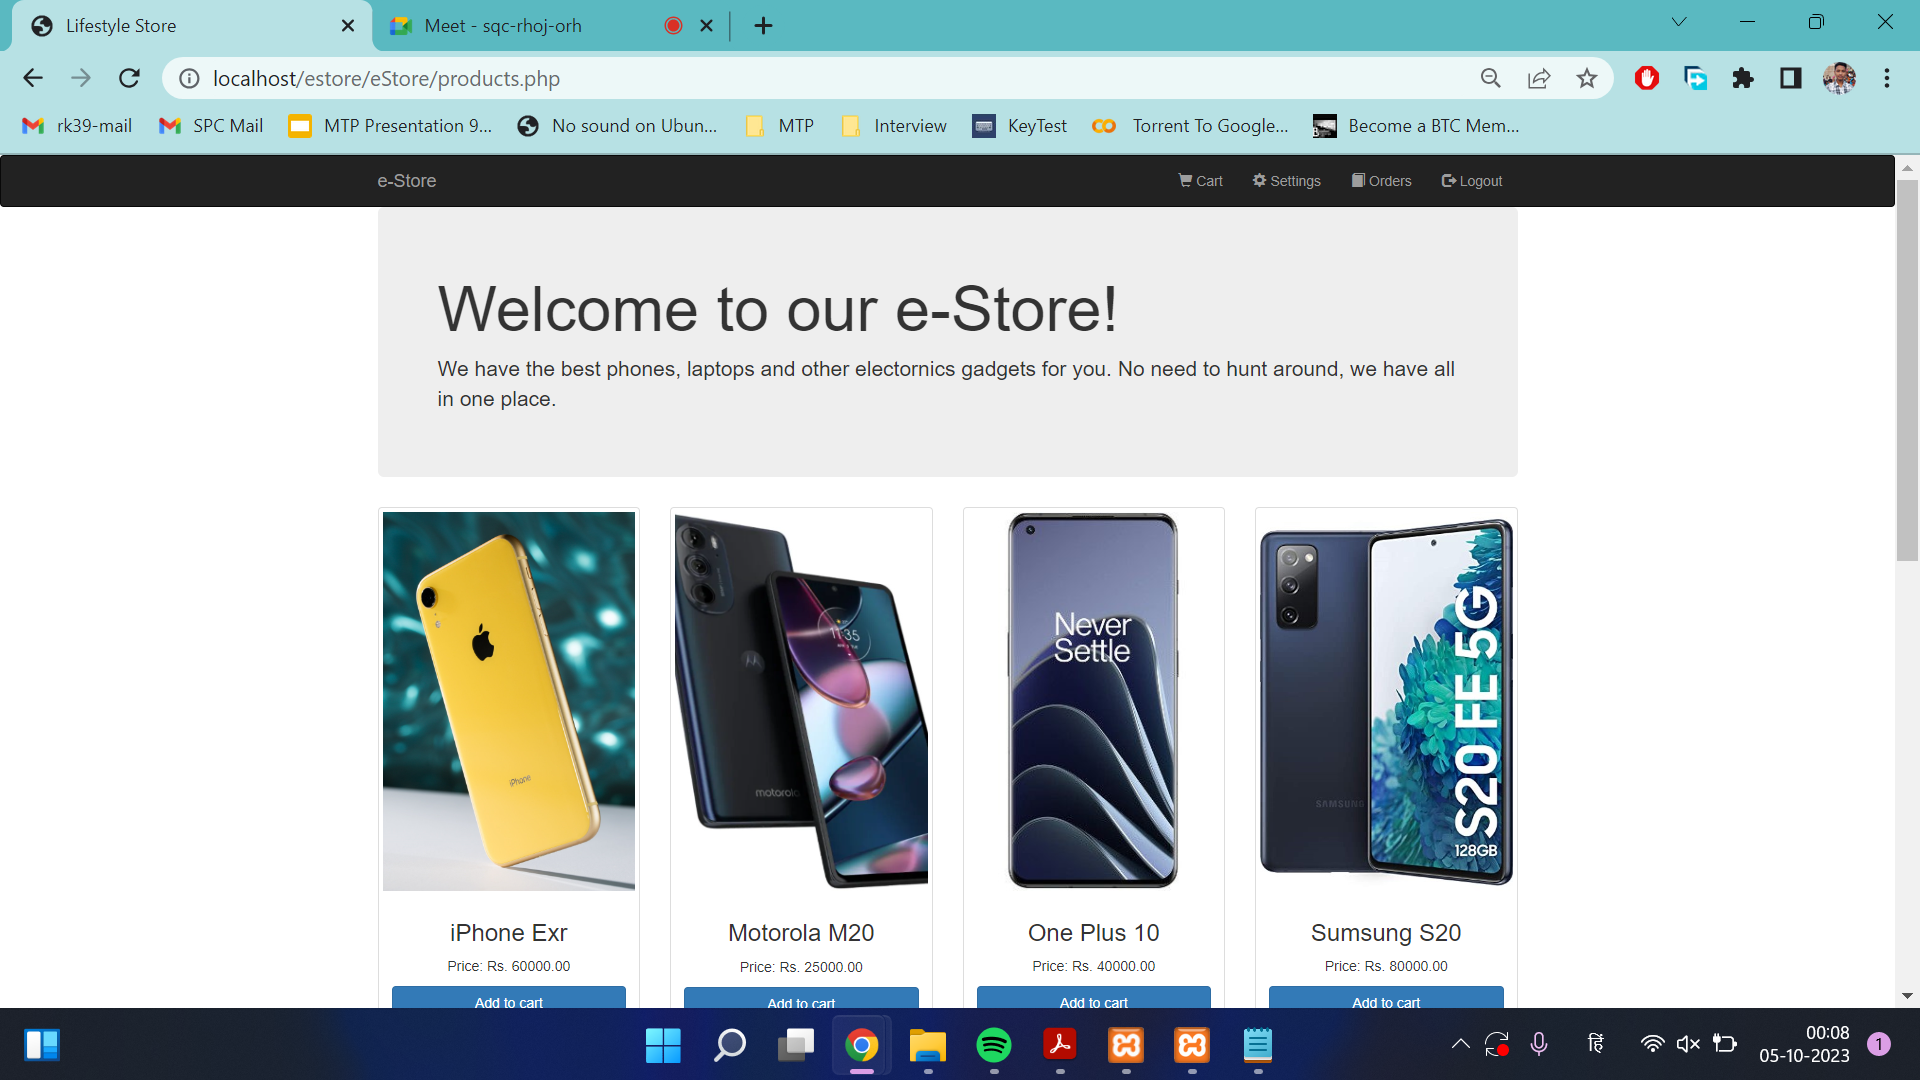 Lifestyle Store
Meet - sqc-rhoj-orh
localhost/estore/eStore/products.php
rk39-mail
SPC Mail
MTP Presentation 9...
No sound on Ubun...
MTP
Interview
KeyTest
Torrent To Google...
Become a BTC Mem...
e-Store
Cart
Settings
Orders
Logout
Welcome to our e-Store!
We have the best phones, laptops and other electornics gadgets for you. No need to hunt around, we have all
in one place.
iPhone
11:35
motorola
Never
Settle
SAMSUNG
S20 FE 5G
128GB
iPhone Exr
Motorola M20
One Plus 10
Sumsung S20
Price: Rs. 60000.00
Price: Rs. 25000.00
Price: Rs. 40000.00
Price: Rs. 80000.00
Add to cart
Add to cart
Add to cart
Add to cart
हिं
00:08
05-10-2023
1